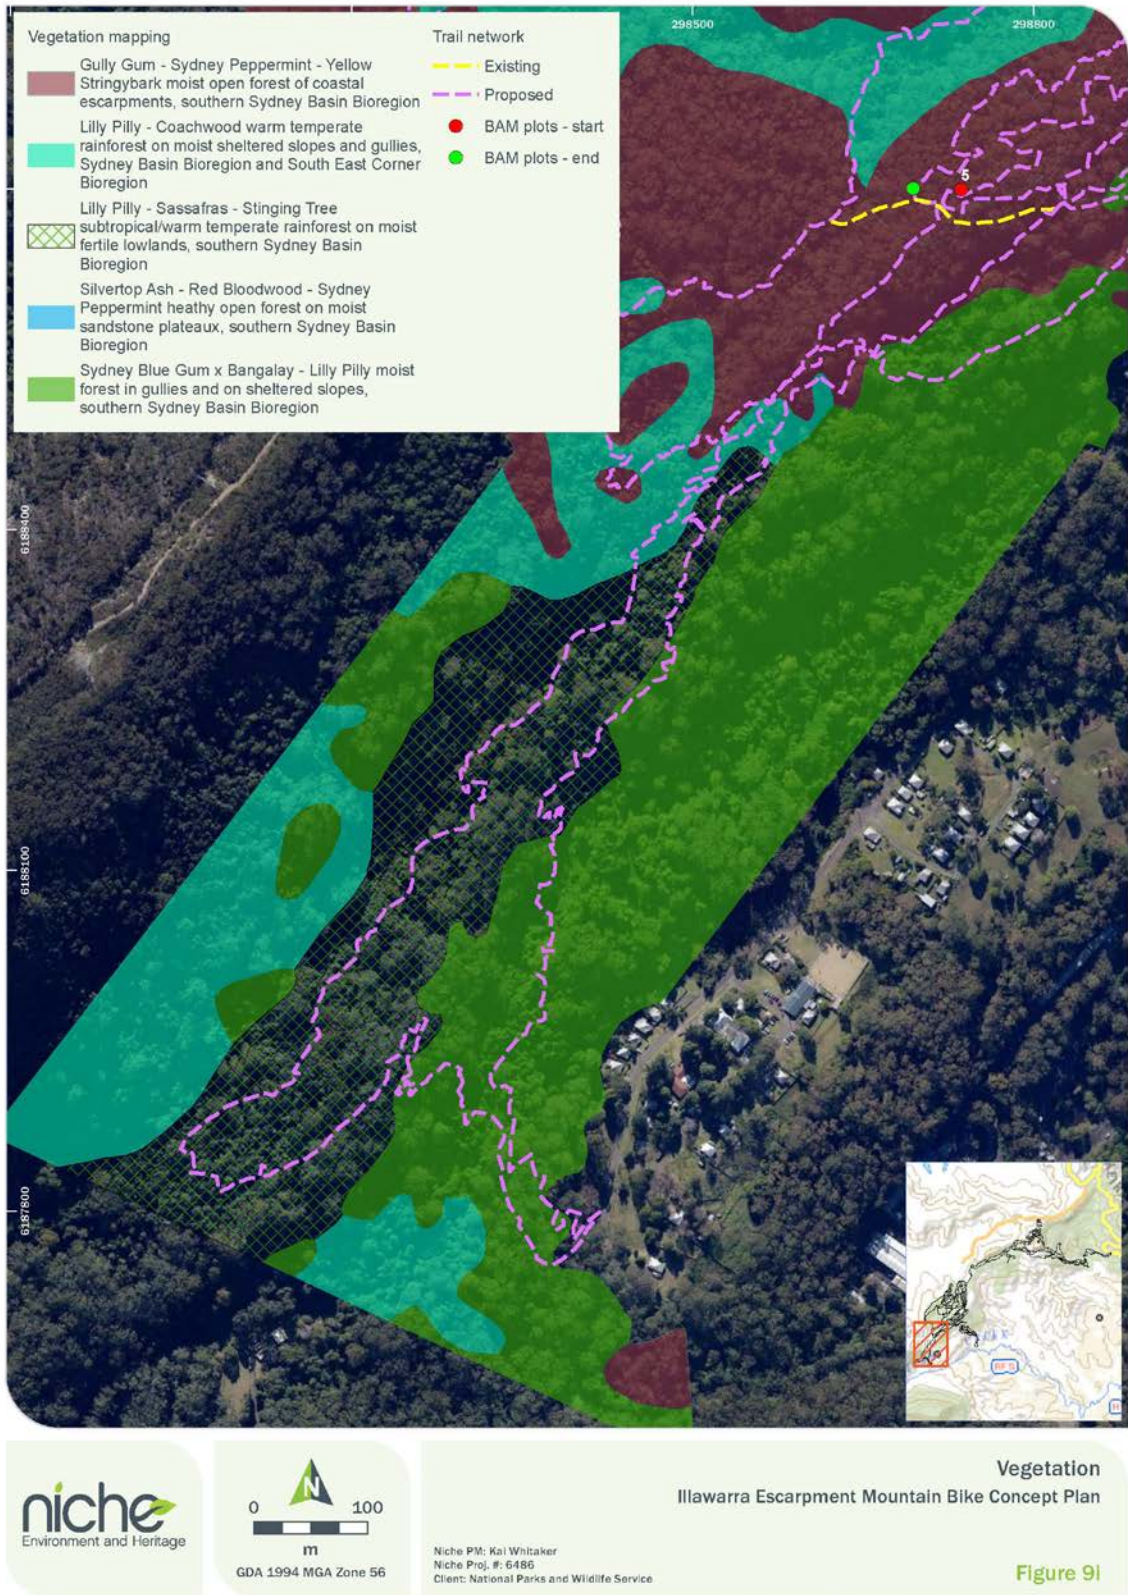 298500
298800
Vegetation mapping
Gully Gum - Sydney Peppermint - Yellow
Stringybark moist open forest of coastal
escarpments, southern Sydney Basin Bioregion
Lilly Pilly - Coachwood warm temperate
rainforest on moist sheltered slopes and gullies,
Sydney Basin Bioregion and South East Corner
Bioregion
Lilly Pilly - Sassafras - Stinging Tree
subtropical/warm temperate rainforest on moist
fertile lowlands, southern Sydney Basin
Bioregion
Silvertop Ash - Red Bloodwood - Sydney
Peppermint heathy open forest on moist
sandstone plateaux, southern Sydney Basin
Bioregion
Sydney Blue Gum x Bangalay - Lilly Pilly moist
forest in gullies and on sheltered slopes,
southern Sydney Basin Bioregion
Trail network
Existing
Proposed
BAM plots - start
BAM plots - end
5
6188400
6188100
6187800
niche
Environment and Heritage
N
0 100
m
GDA 1994 MGA Zone 56
Niche PM: Kai Whitaker
Niche Proj. #: 6486
Client: National Parks and Wildlife Service
Vegetation
Illawarra Escarpment Mountain Bike Concept Plan
Figure 9i